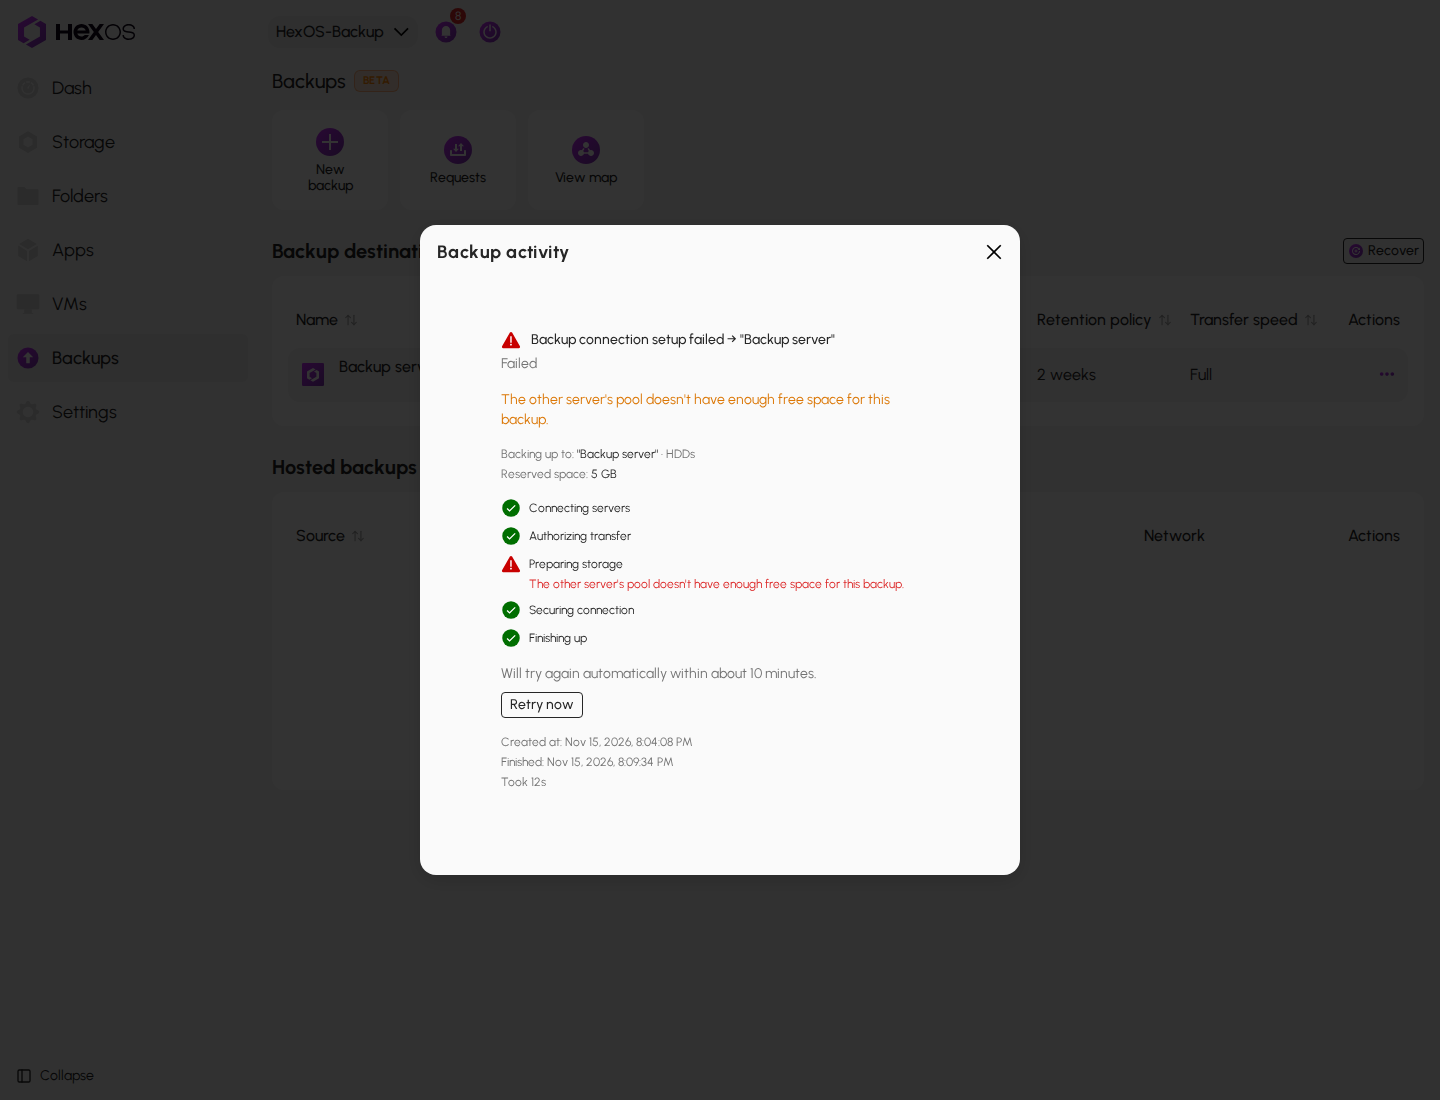 HexOS
HexOS-Backup
8
Dash
Storage
Folders
Apps
VMs
Backups
Settings
Collapse
Backups
BETA
New
backup
Requests
View map
Backup destinati
Recover
Name
Retention policy
Transfer speed
Actions
Backup serv
2 weeks
Full
Hosted backups
Source
Network
Actions
Backup activity
Backup connection setup failed → "Backup server"
Failed
The other server's pool doesn't have enough free space for this
backup.
Backing up to: "Backup server" · HDDs
Reserved space: 5 GB
Connecting servers
Authorizing transfer
Preparing storage
The other server's pool doesn't have enough free space for this backup.
Securing connection
Finishing up
Will try again automatically within about 10 minutes.
Retry now
Created at: Nov 15, 2026, 8:04:08 PM
Finished: Nov 15, 2026, 8:09:34 PM
Took 12s